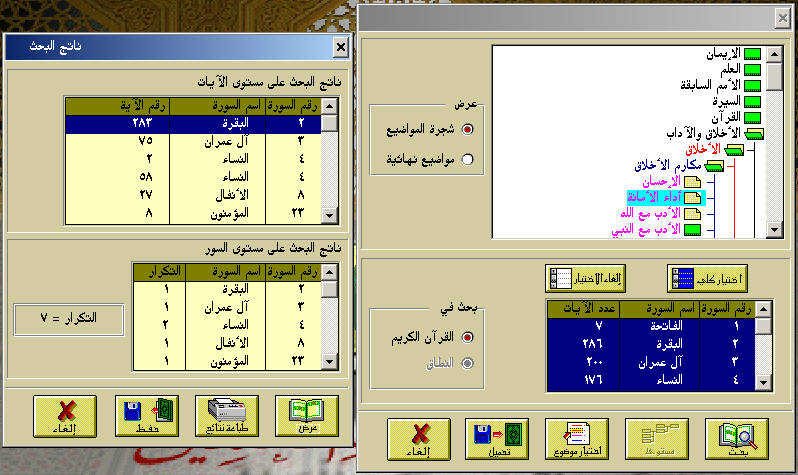 الإيمان
العلم
الأمم السابقة
السيرة
القرآن
الأخلاق والآداب
الأخلاق
مكارم الأخلاق
الإحسان
أداء الأمانة
الأدب مع الله
الأدب مع النبي
عرض
شجرة المواضيع
مواضيع نهائية
اختيار كلي
إلغاء الاختيار
رقم السورة اسم السورة عدد الآيات
١ الفاتحة ٧
٢ البقرة ٢٨٦
٣ آل عمران ٢٠٠
٤ النساء ١٧٦
بحث في
القرآن الكريم
النطاق
بحث
مستويات
اختيار موضوع
تحميل
إلغاء
ناتج البحث
ناتج البحث على مستوى الآيات
رقم السورة اسم السورة رقم الآية
٢ البقرة ٢٨٣
٣ آل عمران ٧٥
٤ النساء ٢
٤ النساء ٥٨
٨ الأنفال ٢٧
٢٣ المؤمنون ٨
ناتج البحث على مستوى السور
رقم السورة اسم السورة التكرار
٢ البقرة ١
٣ آل عمران ١
٤ النساء ٢
٨ الأنفال ١
٢٣ المؤمنون ١
التكرار = ٧
عرض
طباعة نتائج
حفظ
إلغاء